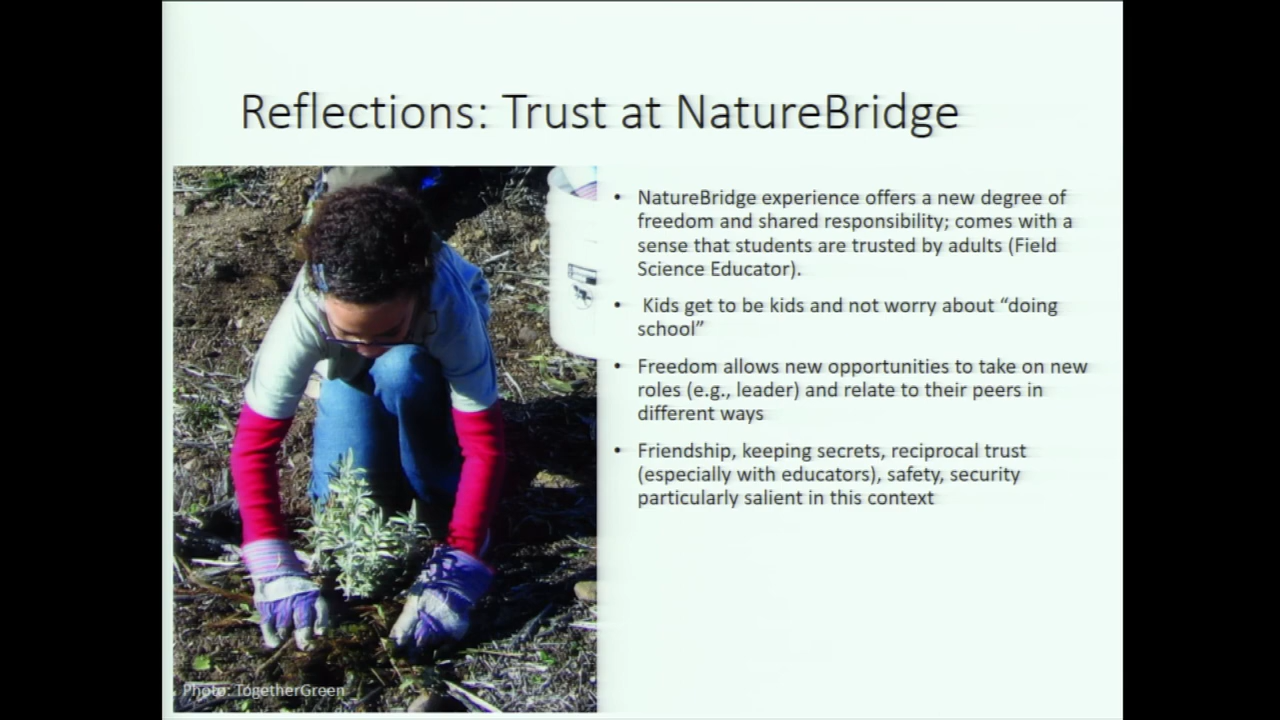 Reflections: Trust at NatureBridge
• NatureBridge experience offers a new degree of
freedom and shared responsibility; comes with a
sense that students are trusted by adults (Field
Science Educator).
• Kids get to be kids and not worry about “doing
school”
• Freedom allows new opportunities to take on new
roles (e.g., leader) and relate to their peers in
different ways
• Friendship, keeping secrets, reciprocal trust
(especially with educators), safety, security
particularly salient in this context
Photo: TogetherGreen